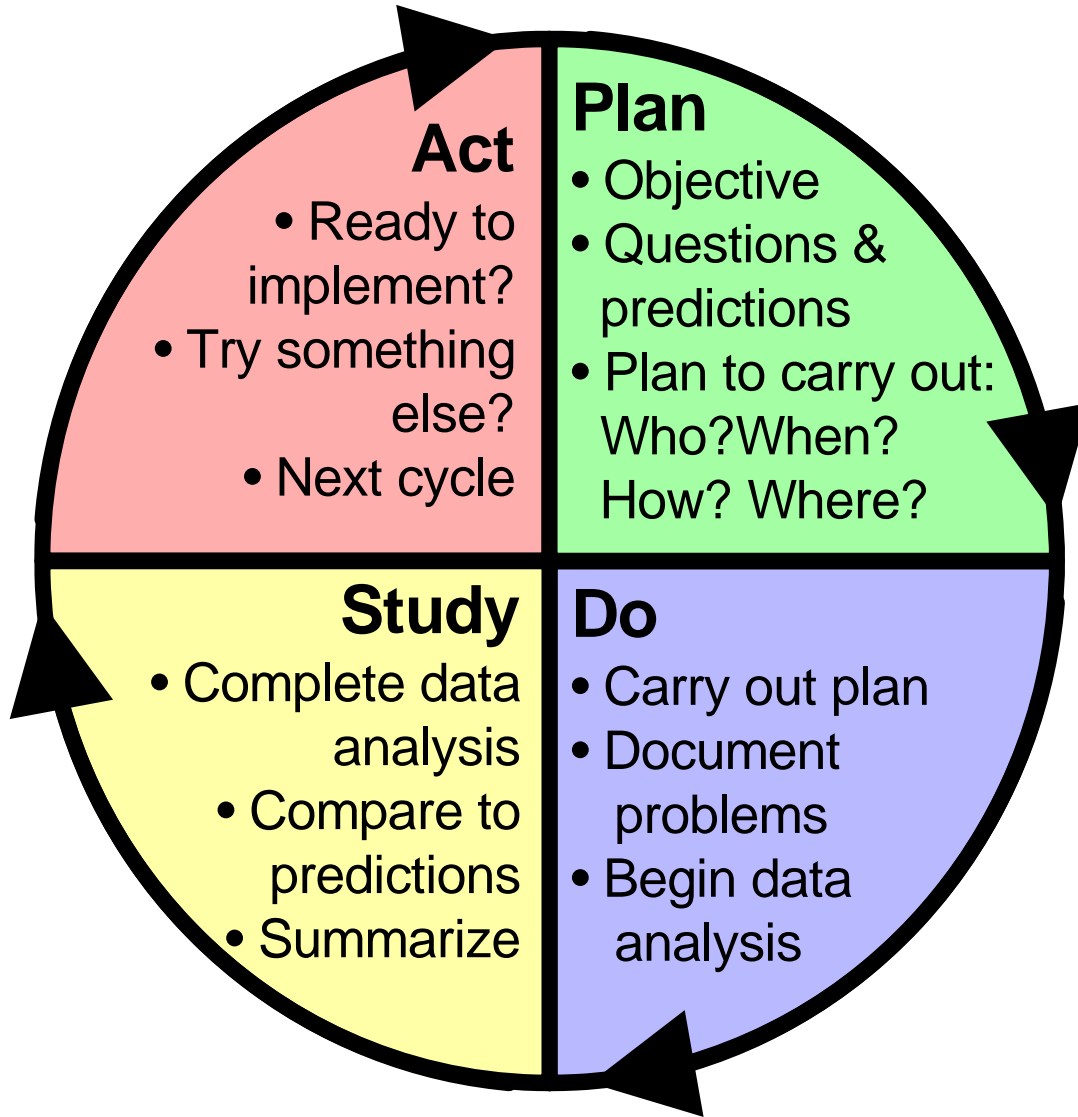 Act
• Ready to
implement?
• Try something
else?
• Next cycle
Plan
• Objective
• Questions &
predictions
• Plan to carry out:
Who?When?
How? Where?
Study
• Complete data
analysis
• Compare to
predictions
• Summarize
Do
• Carry out plan
• Document
problems
• Begin data
analysis